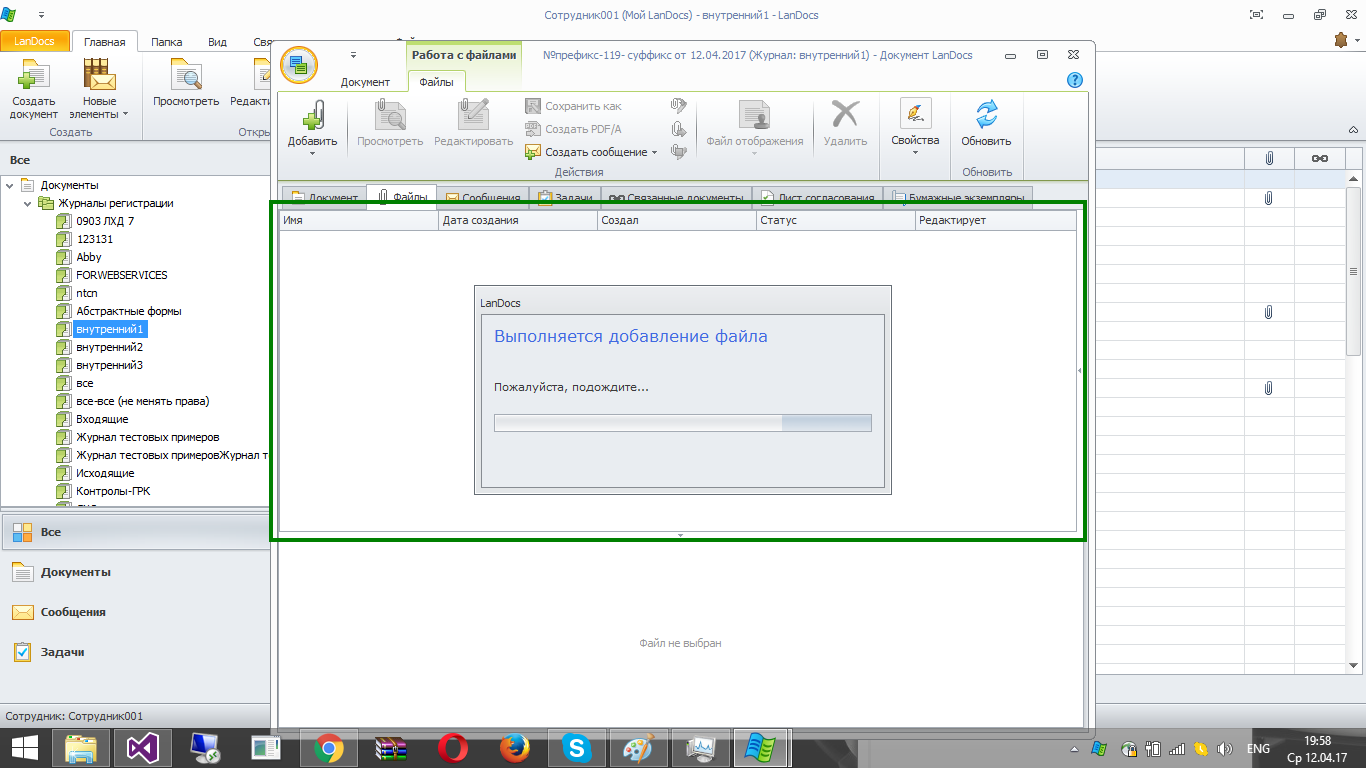 Сотрудник001 (Мой LanDocs) - внутренний1 - LanDocs
LanDocs
Главная
Папка
Вид
Создать
документ
Новые
элементы
Просмотреть
Создать
Работа с файлами
№префикс-119- суффикс от 12.04.2017 (Журнал: внутренний1) - Документ LanDocs
Документ
Файлы
Добавить
Просмотреть
Редактировать
Сохранить как
Создать PDF/A
Создать сообщение
Файл отображения
Удалить
Свойства
Обновить
Действия
Обновить
Документ
Файлы
Сообщения
Задачи
Связанные документы
Лист согласования
Бумажные экземпляры
Имя
Дата создания
Создал
Статус
Редактирует
LanDocs
Выполняется добавление файла
Пожалуйста, подождите...
Файл не выбран
Все
Документы
Журналы регистрации
0903 ЛХД 7
123131
Abby
FORWEBSERVICES
ntcn
Абстрактные формы
внутренний1
внутренний2
внутренний3
все
все-все (не менять права)
Входящие
Журнал тестовых примеров
Журнал тестовых примеровЖурнал т
Исходящие
Контролы-ГРК
Все
Документы
Сообщения
Задачи
Сотрудник: Сотрудник001
ENG
19:58
Ср 12.04.17